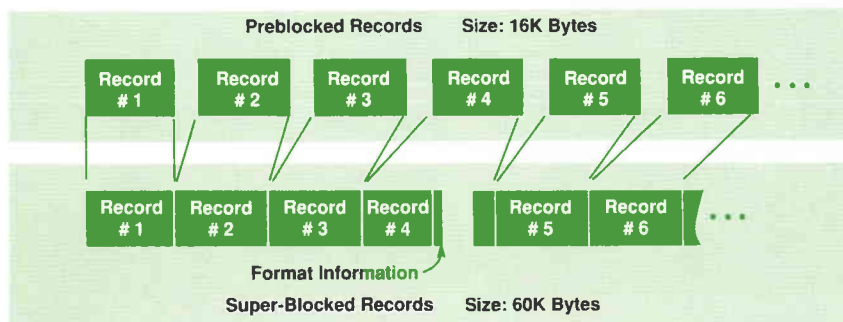 Preblocked Records Size: 16K Bytes
Record
# 1
Record
# 2
Record
# 3
Record
# 4
Record
# 5
Record
# 6
Record
# 1
Record
# 2
Record
# 3
Record
# 4
Record
# 5
Record
# 6
Format Information
Super-Blocked Records Size: 60K Bytes